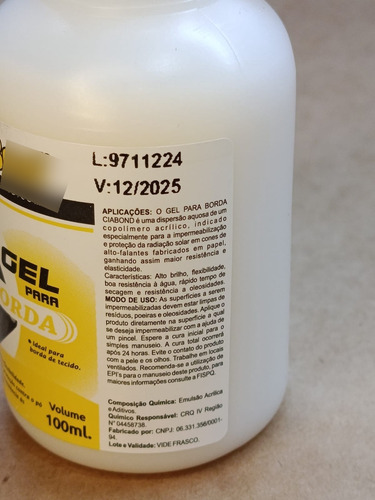 L:9711224
V:12/2025
APLICAÇÕES: O GEL PARA BORDA
CIABOND é uma dispersão aquosa de um
copolímero acrílico, indicado
especialmente para a impermeabilização
e proteção da radiação solar em cones de
alto-falantes fabricados em papel,
ganhando assim maior resistência e
elasticidade.
Características: Alto brilho, flexibilidade,
boa resistência à água, rápido tempo de
secagem e resistência a oleosidades.
MODO DE USO: As superfícies a serem
impermeabilizadas devem estar limpas de
resíduos, poeiras e oleosidades. Aplique o
produto diretamente na superfície a qual
se deseja impermeabilizar com a ajuda de
um pincel. Espere a cura inicial para o
simples manuseio. A cura total ocorrerá
após 24 horas. Evite o contato do produto
com a pele e os olhos. Trabalhe em locais
ventilados. Recomenda-se a utilização de
EPI's para o manuseio deste produto, para
maiores informações consulte a FISPQ.
Composição Química: Emulsão Acrílica
e Aditivos.
Químico Responsável: CRQ IV Região
N° 04458738.
Fabricado por: CNPJ: 06.331.356/0001-
94.
Lote e Validade: VIDE FRASCO.
GEL
PARA
BORDA
e ideal para
borda de tecido.
contra o pó
Volume
100ml.